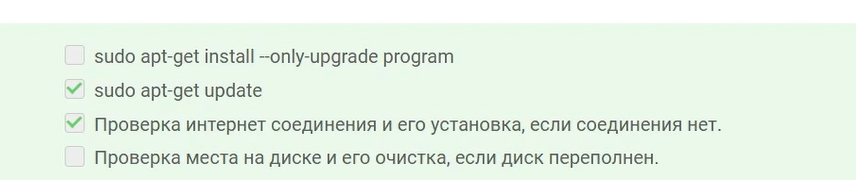 sudo apt-get install --only-upgrade program
sudo apt-get update
Проверка интернет соединения и его установка, если соединения нет.
Проверка места на диске и его очистка, если диск переполнен.